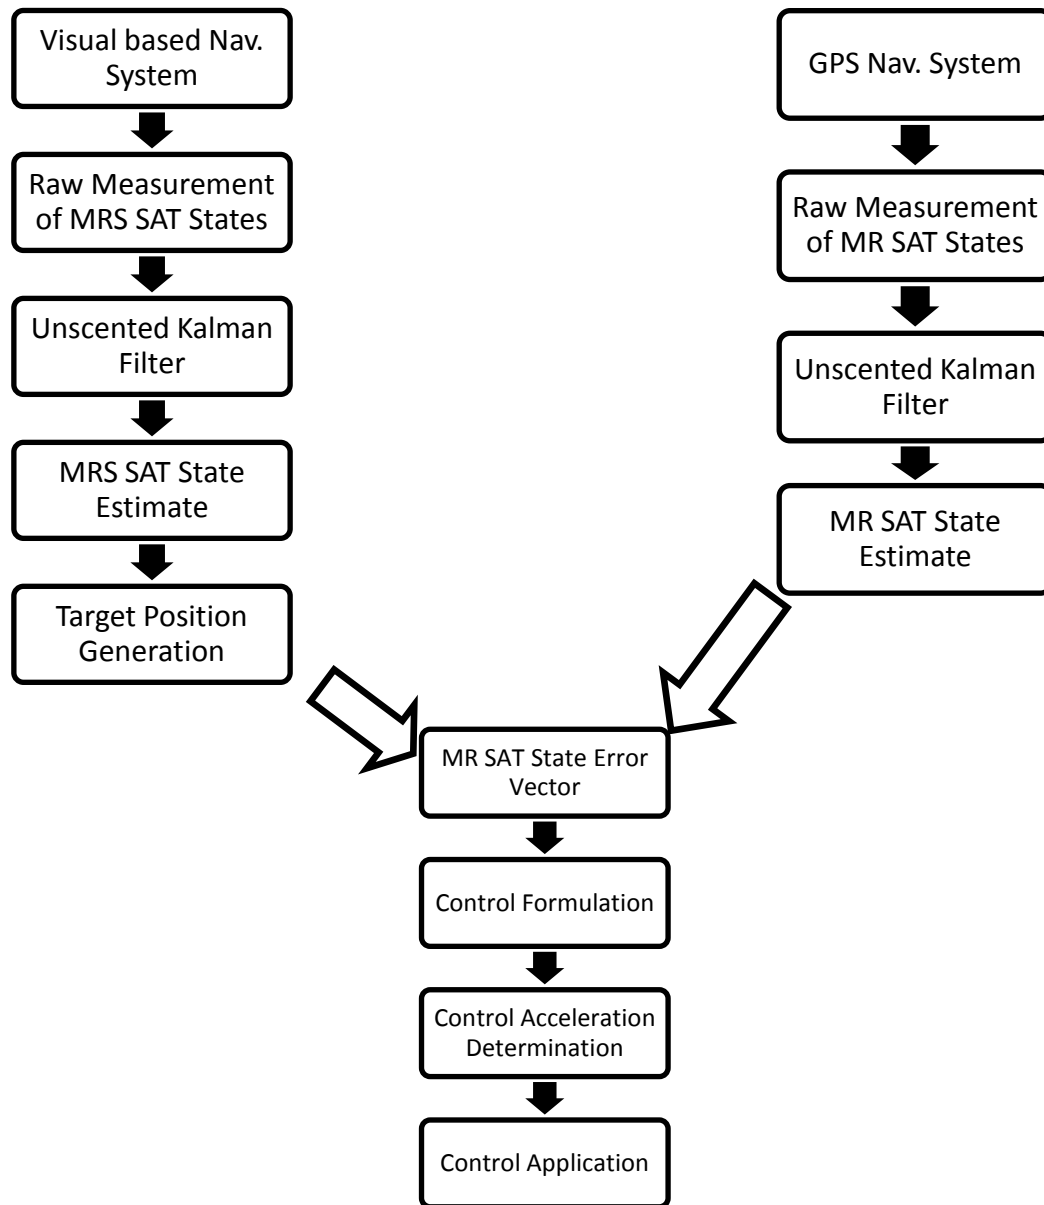 Visual based Nav.
System
Raw Measurement
of MRS SAT States
Unscented Kalman
Filter
MRS SAT State
Estimate
Target Position
Generation
GPS Nav. System
Raw Measurement
of MR SAT States
Unscented Kalman
Filter
MR SAT State
Estimate
MR SAT State Error
Vector
Control Formulation
Control Acceleration
Determination
Control Application